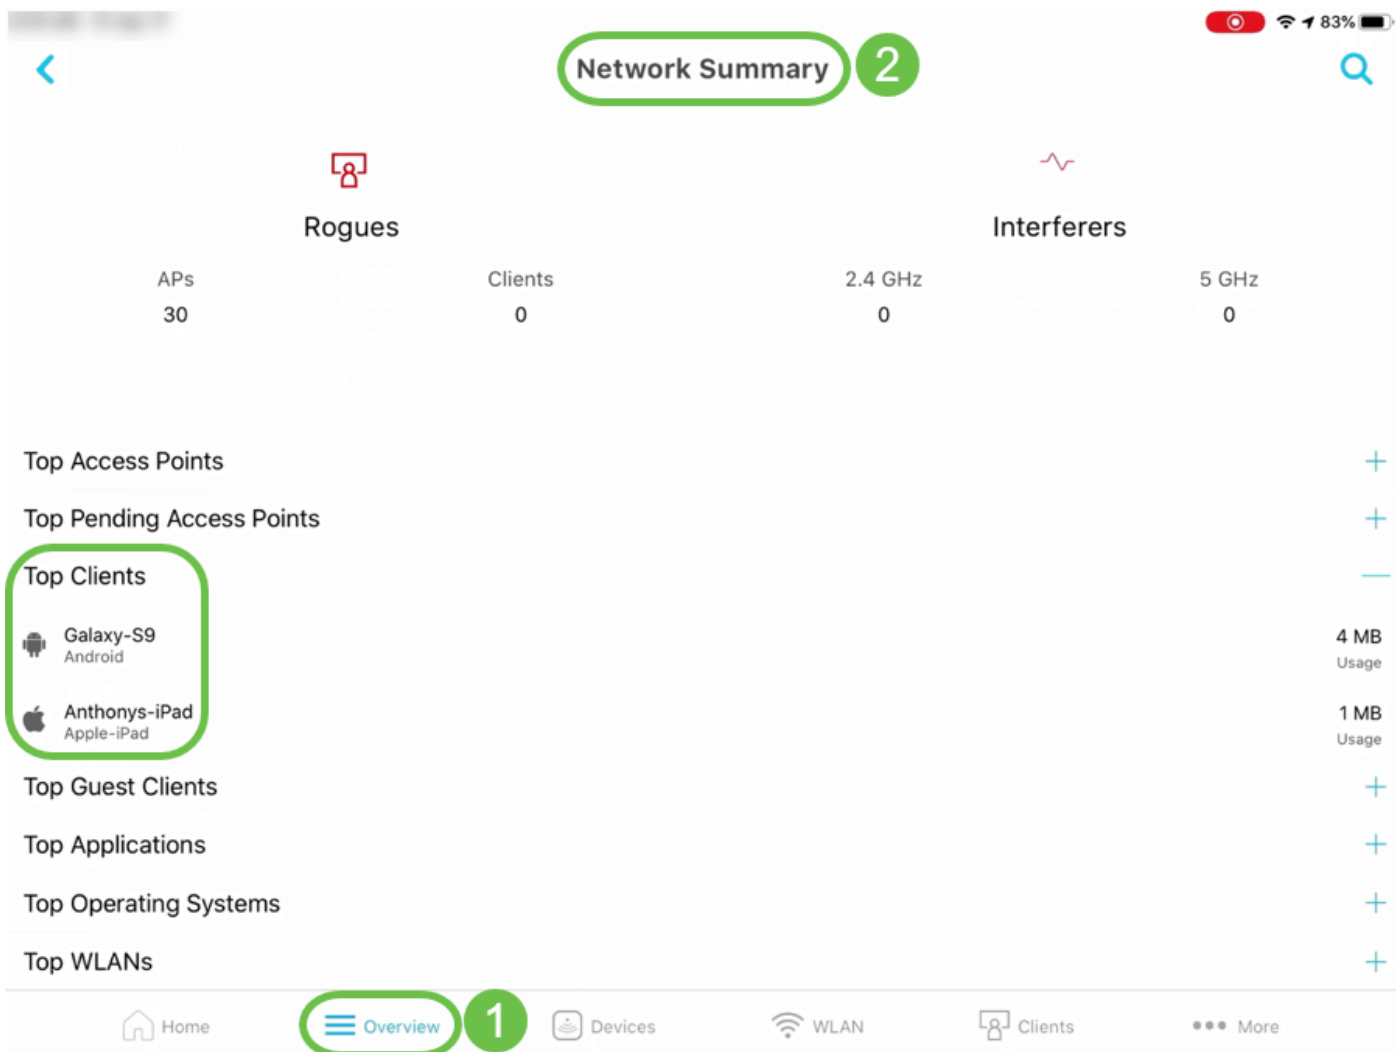 83%
Network Summary 2
Rogues Interferers
APs Clients 2.4 GHz 5 GHz
30 0 0 0
Top Access Points
Top Pending Access Points
Top Clients
Galaxy-S9 4 MB
Android Usage
Anthonys-iPad 1 MB
Apple-iPad Usage
Top Guest Clients
Top Applications
Top Operating Systems
Top WLANs
Home Overview 1 Devices WLAN Clients More